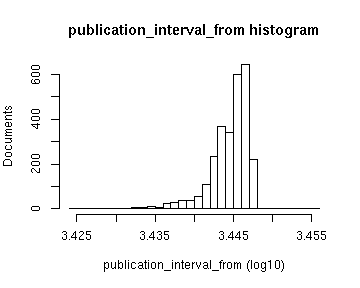 publication_interval_from histogram
600
400
200
0
Documents
3.425
3.435
3.445
3.455
publication_interval_from (log10)